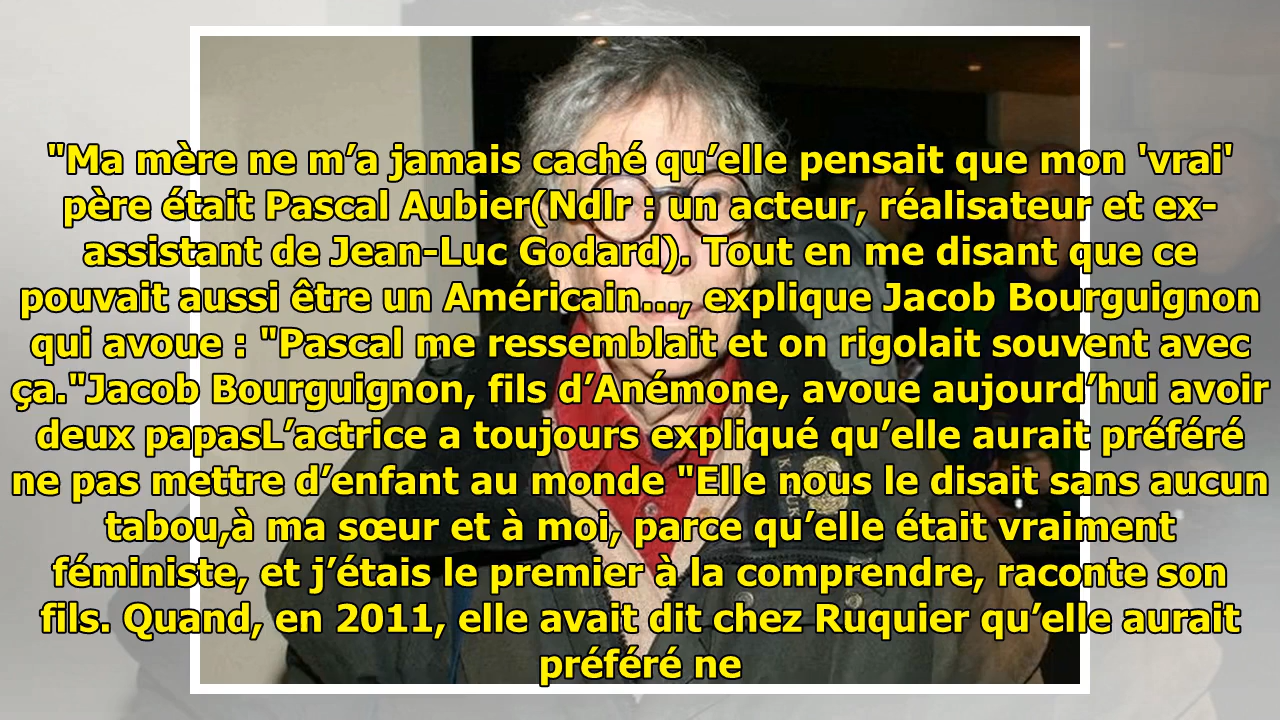 "Ma mère ne m’a jamais caché qu’elle pensait que mon 'vrai'
père était Pascal Aubier(Ndlr : un acteur, réalisateur et ex-
assistant de Jean-Luc Godard). Tout en me disant que ce
pouvait aussi être un Américain..., explique Jacob Bourguignon
qui avoue : "Pascal me ressemblait et on rigolait souvent avec
ça."Jacob Bourguignon, fils d’Anémone, avoue aujourd’hui avoir
deux papasL’actrice a toujours expliqué qu’elle aurait préféré
ne pas mettre d’enfant au monde "Elle nous le disait sans aucun
tabou,à ma sœur et à moi, parce qu’elle était vraiment
féministe, et j’étais le premier à la comprendre, raconte son
fils. Quand, en 2011, elle avait dit chez Ruquier qu’elle aurait
préféré ne